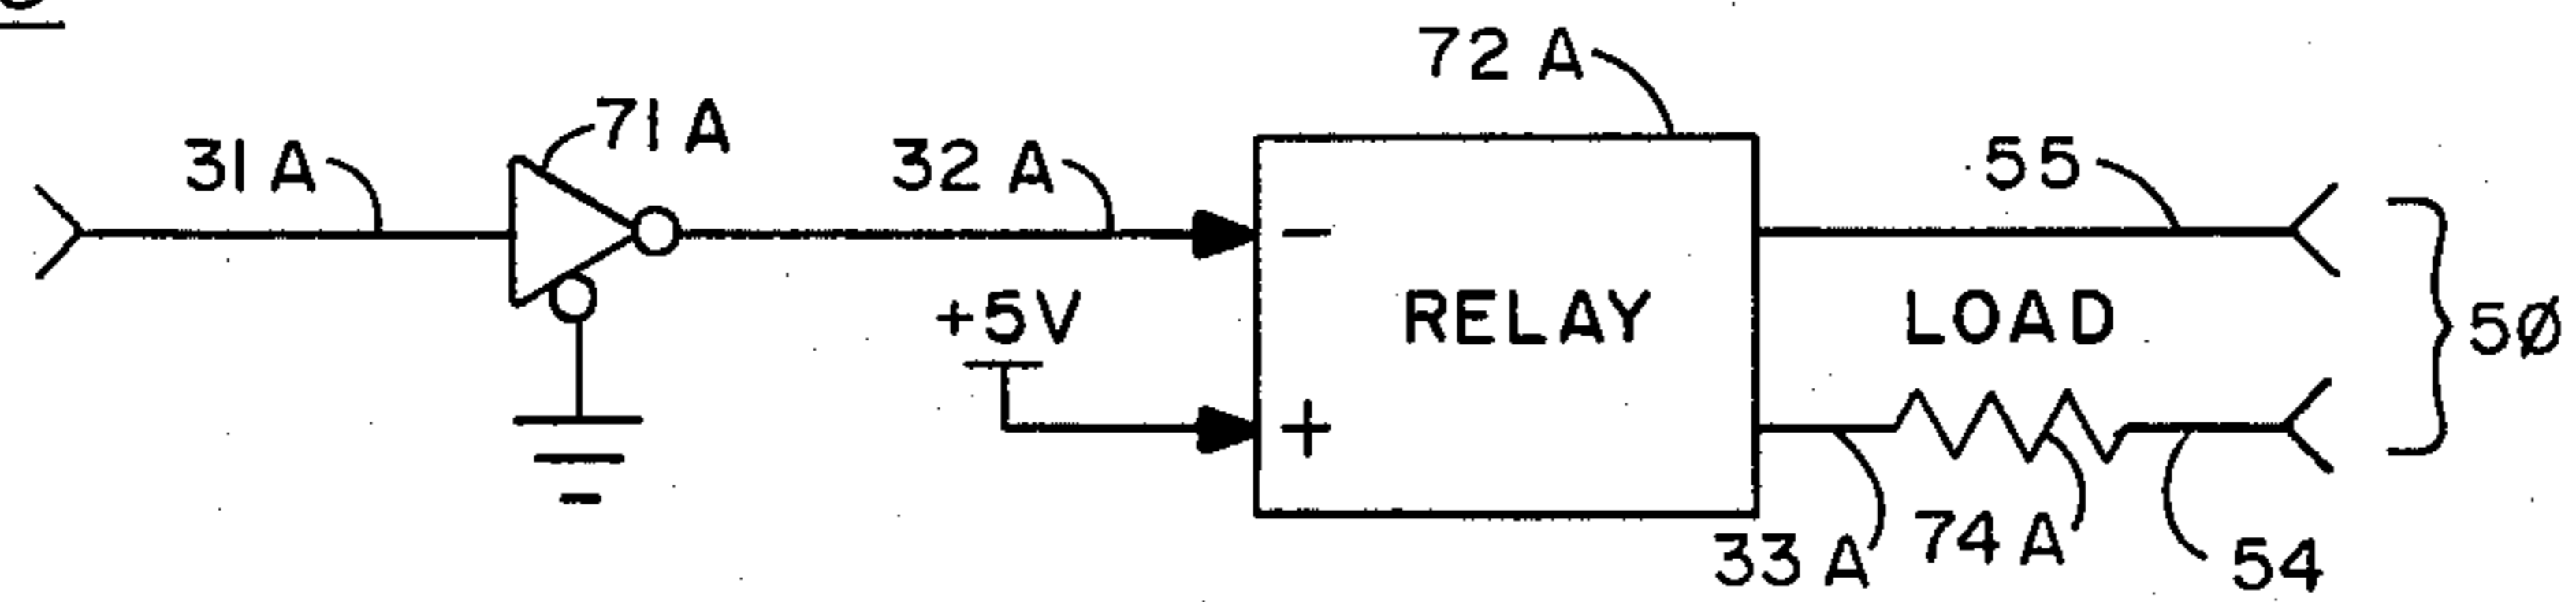 72 A
71 A
31 A
32 A
55
−
+5V
RELAY
LOAD
5Ø
+
33 A
74 A
54